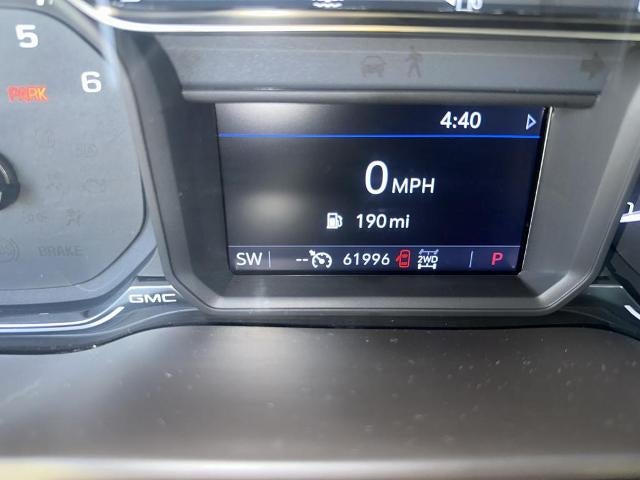 5
6
PARK
4:40
0 MPH
190 mi
SW -- 61996 2WD P
BRAKE
GMC